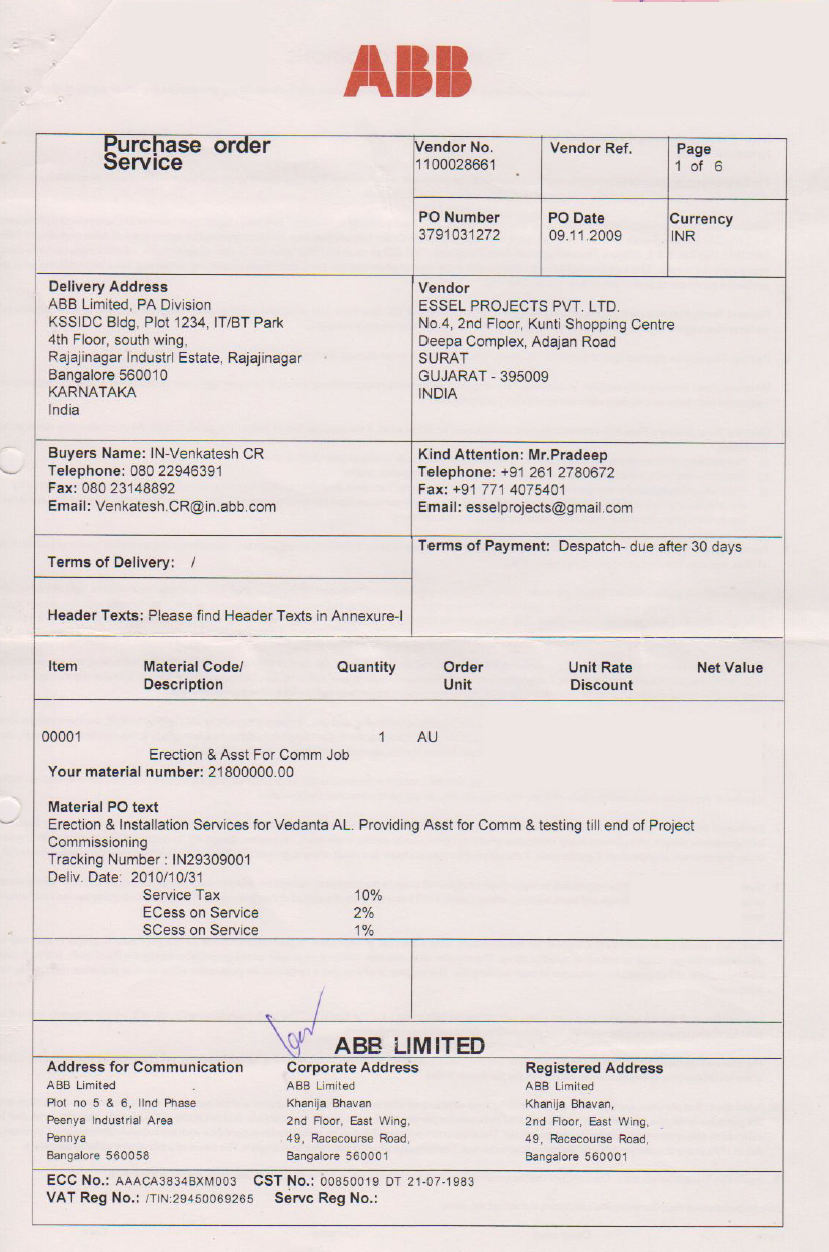 ABB
Purchase order
Service
Vendor No.
1100028661
Vendor Ref.
Page
1 of 6
PO Number
3791031272
PO Date
09.11.2009
Currency
INR
Delivery Address
ABB Limited, PA Division
KSSIDC Bldg, Plot 1234, IT/BT Park
4th Floor, south wing,
Rajajinagar Industrl Estate, Rajajinagar
Bangalore 560010
KARNATAKA
India
Vendor
ESSEL PROJECTS PVT. LTD.
No.4, 2nd Floor, Kunti Shopping Centre
Deepa Complex, Adajan Road
SURAT
GUJARAT - 395009
INDIA
Buyers Name: IN-Venkatesh CR
Telephone: 080 22946391
Fax: 080 23148892
Email: Venkatesh.CR@in.abb.com
Kind Attention: Mr.Pradeep
Telephone: +91 261 2780672
Fax: +91 771 4075401
Email: esselprojects@gmail.com
Terms of Delivery: /
Terms of Payment: Despatch- due after 30 days
Header Texts: Please find Header Texts in Annexure-I
Item Material Code/ Quantity Order Unit Rate Net Value
Description Unit Discount
00001 1 AU
Erection & Asst For Comm Job
Your material number: 21800000.00
Material PO text
Erection & Installation Services for Vedanta AL. Providing Asst for Comm & testing till end of Project
Commissioning
Tracking Number : IN29309001
Deliv. Date: 2010/10/31
Service Tax 10%
ECess on Service 2%
SCess on Service 1%
ABB LIMITED
Address for Communication
ABB Limited
Plot no 5 & 6, IInd Phase
Peenya Industrial Area
Pennya
Bangalore 560058
Corporate Address
ABB Limited
Khanija Bhavan
2nd Floor, East Wing,
49, Racecourse Road,
Bangalore 560001
Registered Address
ABB Limited
Khanija Bhavan,
2nd Floor, East Wing,
49, Racecourse Road,
Bangalore 560001
ECC No.: AAACA3834BXM003 CST No.: 00850019 DT 21-07-1983
VAT Reg No.: /TIN:29450069265 Servc Reg No.: